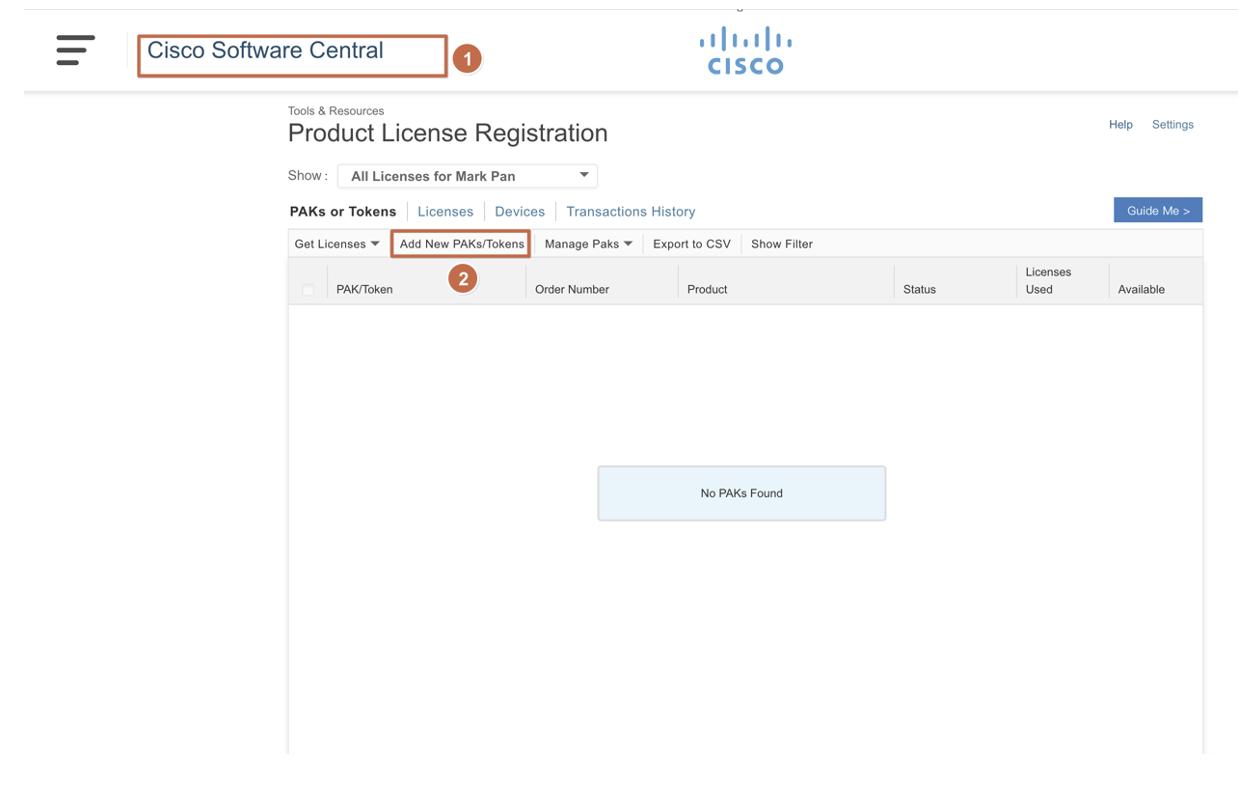 Cisco Software Central
1
CISCO
Tools & Resources
Product License Registration
Help Settings
Show : All Licenses for Mark Pan
PAKs or Tokens Licenses Devices Transactions History Guide Me >
Get Licenses Add New PAKs/Tokens Manage Paks Export to CSV Show Filter
2
PAK/Token Order Number Product Status Licenses Used Available
No PAKs Found